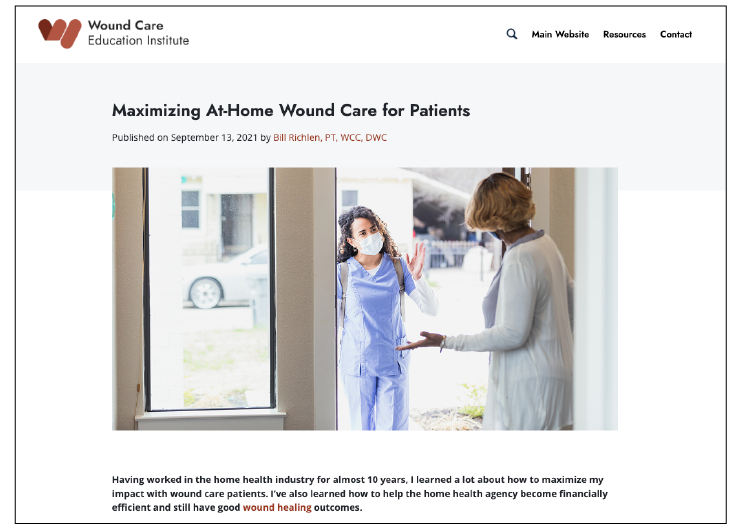 Wound Care
Education Institute
Main Website Resources Contact
Maximizing At-Home Wound Care for Patients
Published on September 13, 2021 by Bill Richlen, PT, WCC, DWC
Having worked in the home health industry for almost 10 years, I learned a lot about how to maximize my
impact with wound care patients. I've also learned how to help the home health agency become financially
efficient and still have good wound healing outcomes.